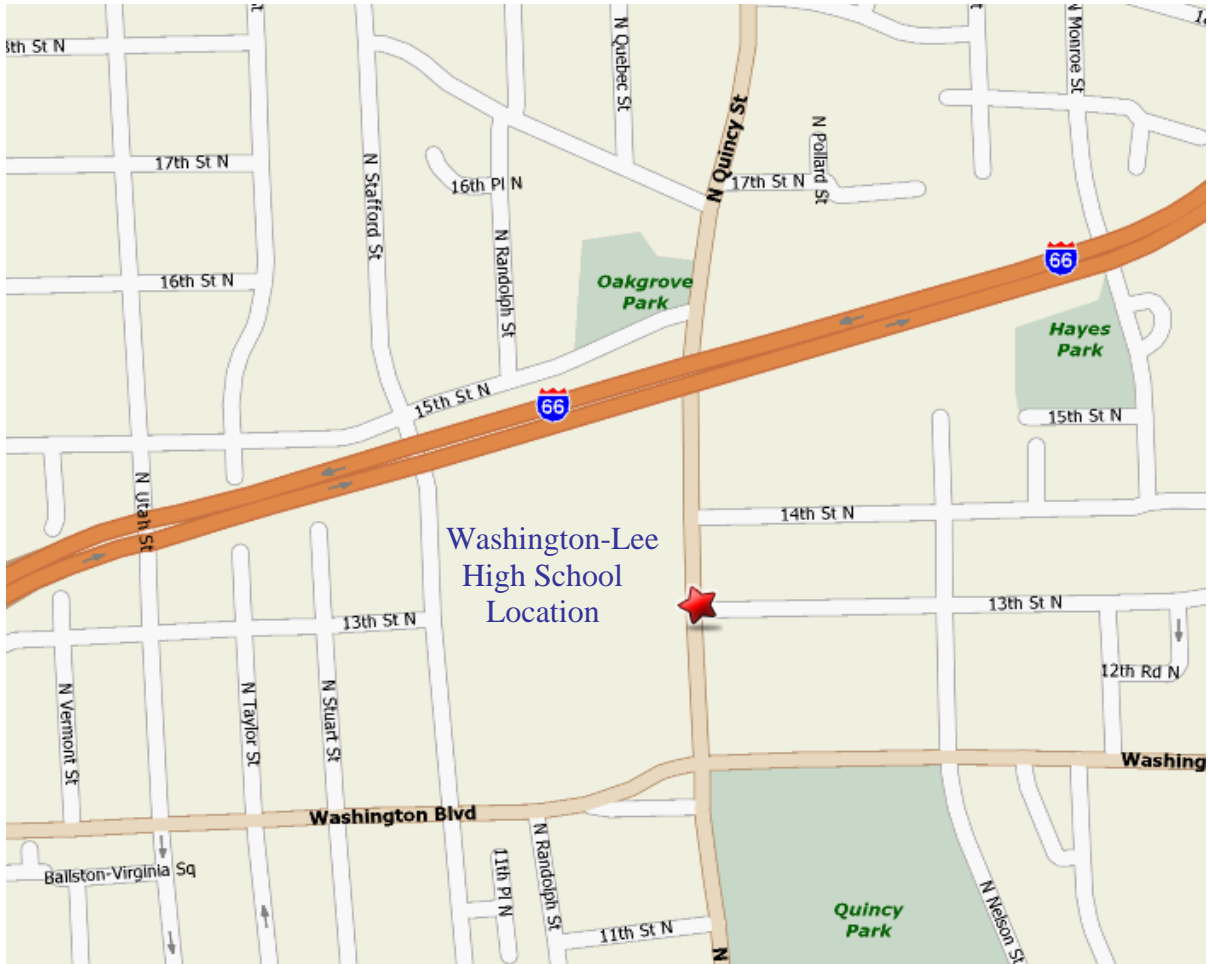 8th St N
N Quebec St
N Monroe St
N Quincy St
N Pollard St
17th St N
N Stafford St
16th Pl N
17th St N
N Randolph St
16th St N
Oakgrove
Park
66
Hayes
Park
15th St N
66
15th St N
N Utah St
14th St N
Washington-Lee
High School
Location
13th St N
13th St N
12th Rd N
N Vermont St
N Taylor St
N Stuart St
Washing
Washington Blvd
Ballston-Virginia Sq
11th Pl N
N Randolph St
N Nelson St
Quincy
Park
11th St N
N